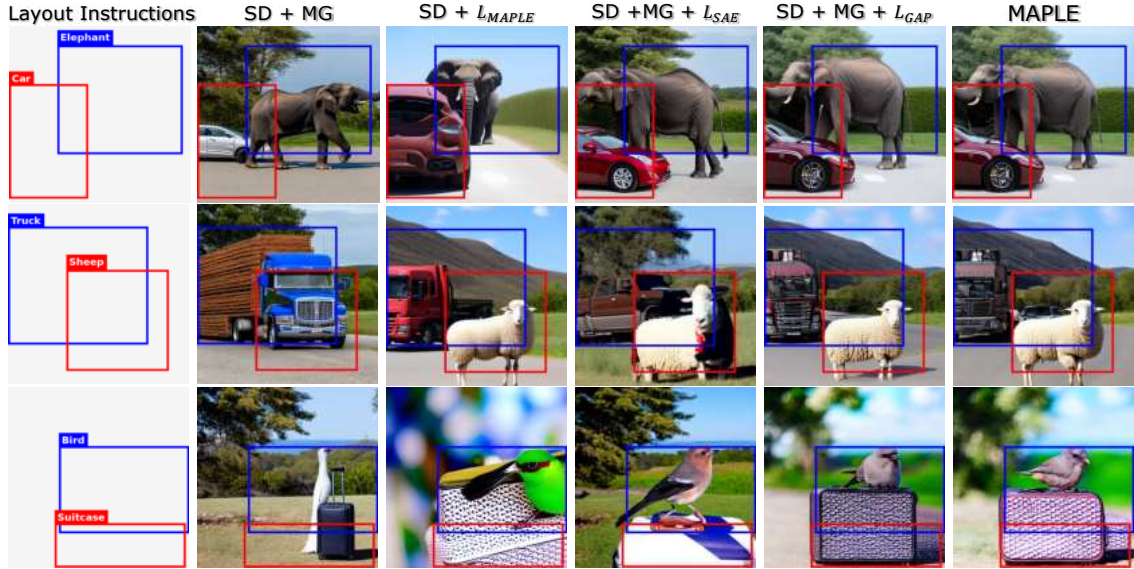 Layout Instructions SD + MG SD + L_MAPLE SD +MG + L_SAE SD + MG + L_GAP MAPLE
Elephant
Car
Truck
Sheep
Bird
Suitcase